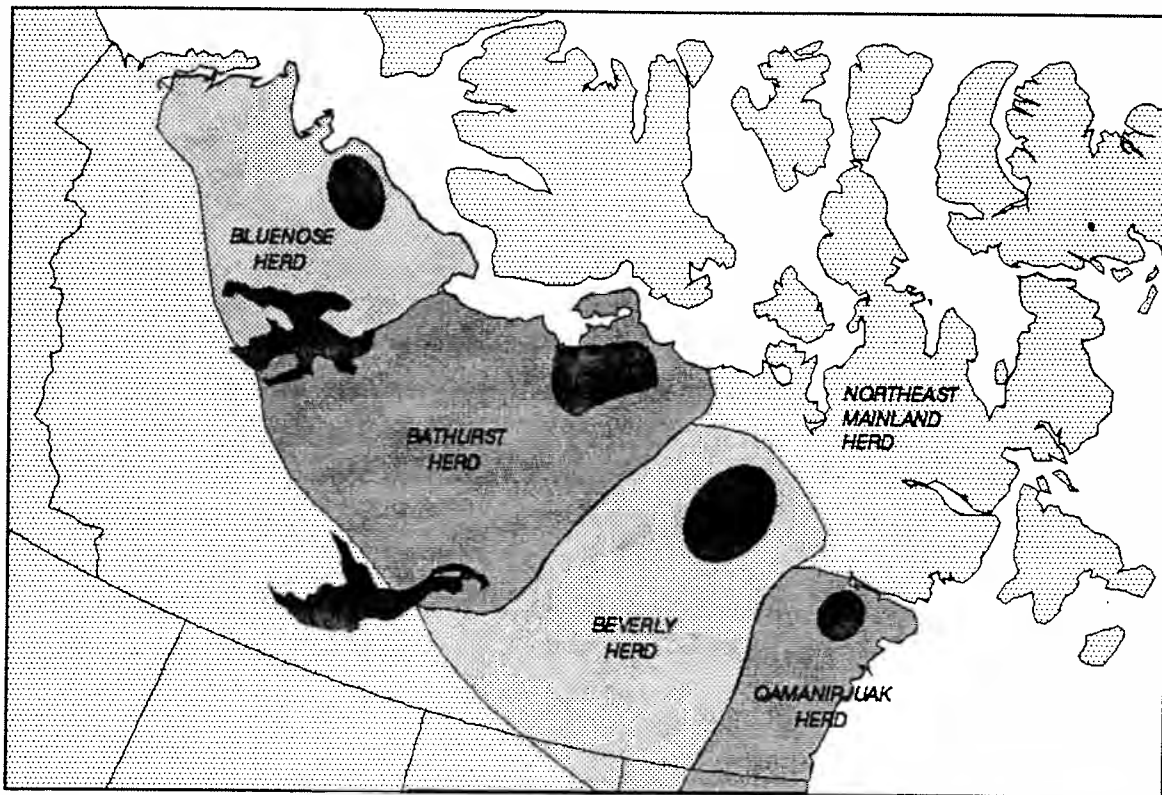 BLUENOSE
HERD
BATHURST
HERD
NORTHEAST
MAINLAND
HERD
BEVERLY
HERD
QAMANIRJUAK
HERD